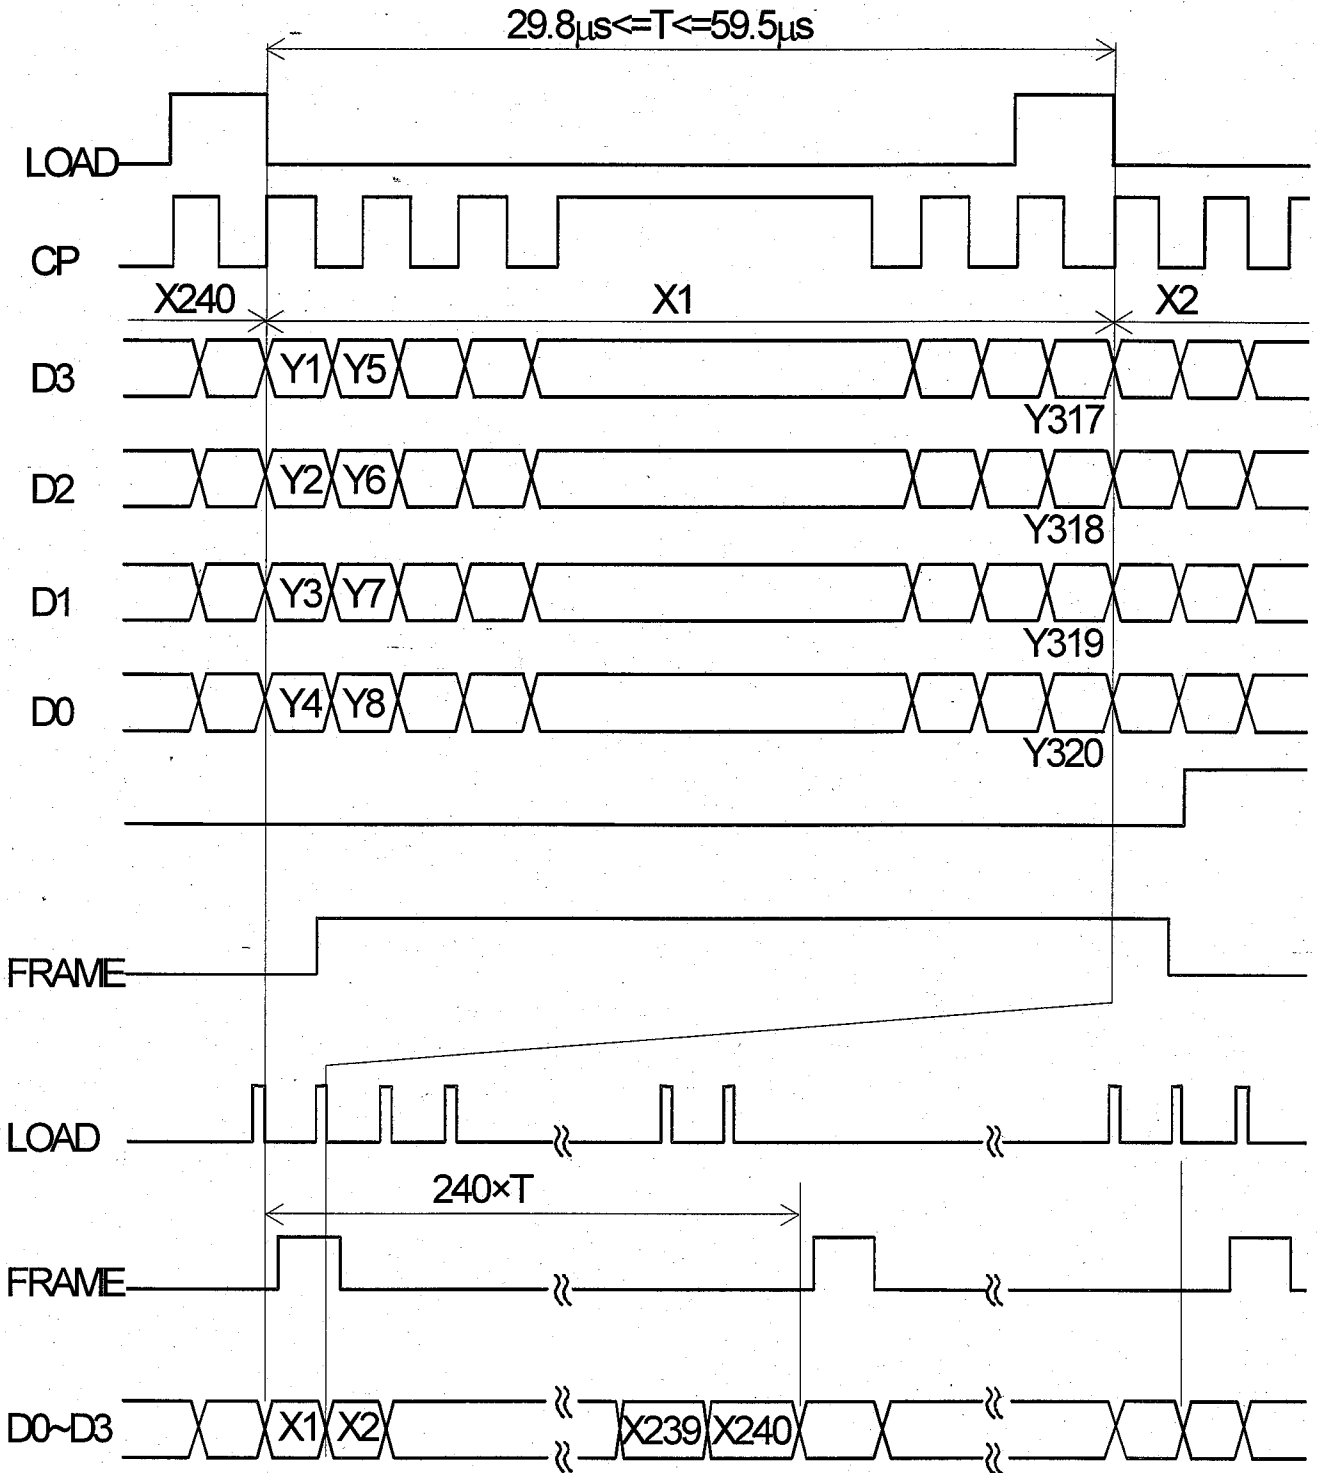 29.8µs<=T<=59.5µs
LOAD
CP
X240 X1 X2
D3 Y1 Y5
Y317
D2 Y2 Y6
Y318
D1 Y3 Y7
Y319
D0 Y4 Y8
Y320
FRAME
LOAD
240×T
FRAME
D0~D3 X1 X2 X239 X240